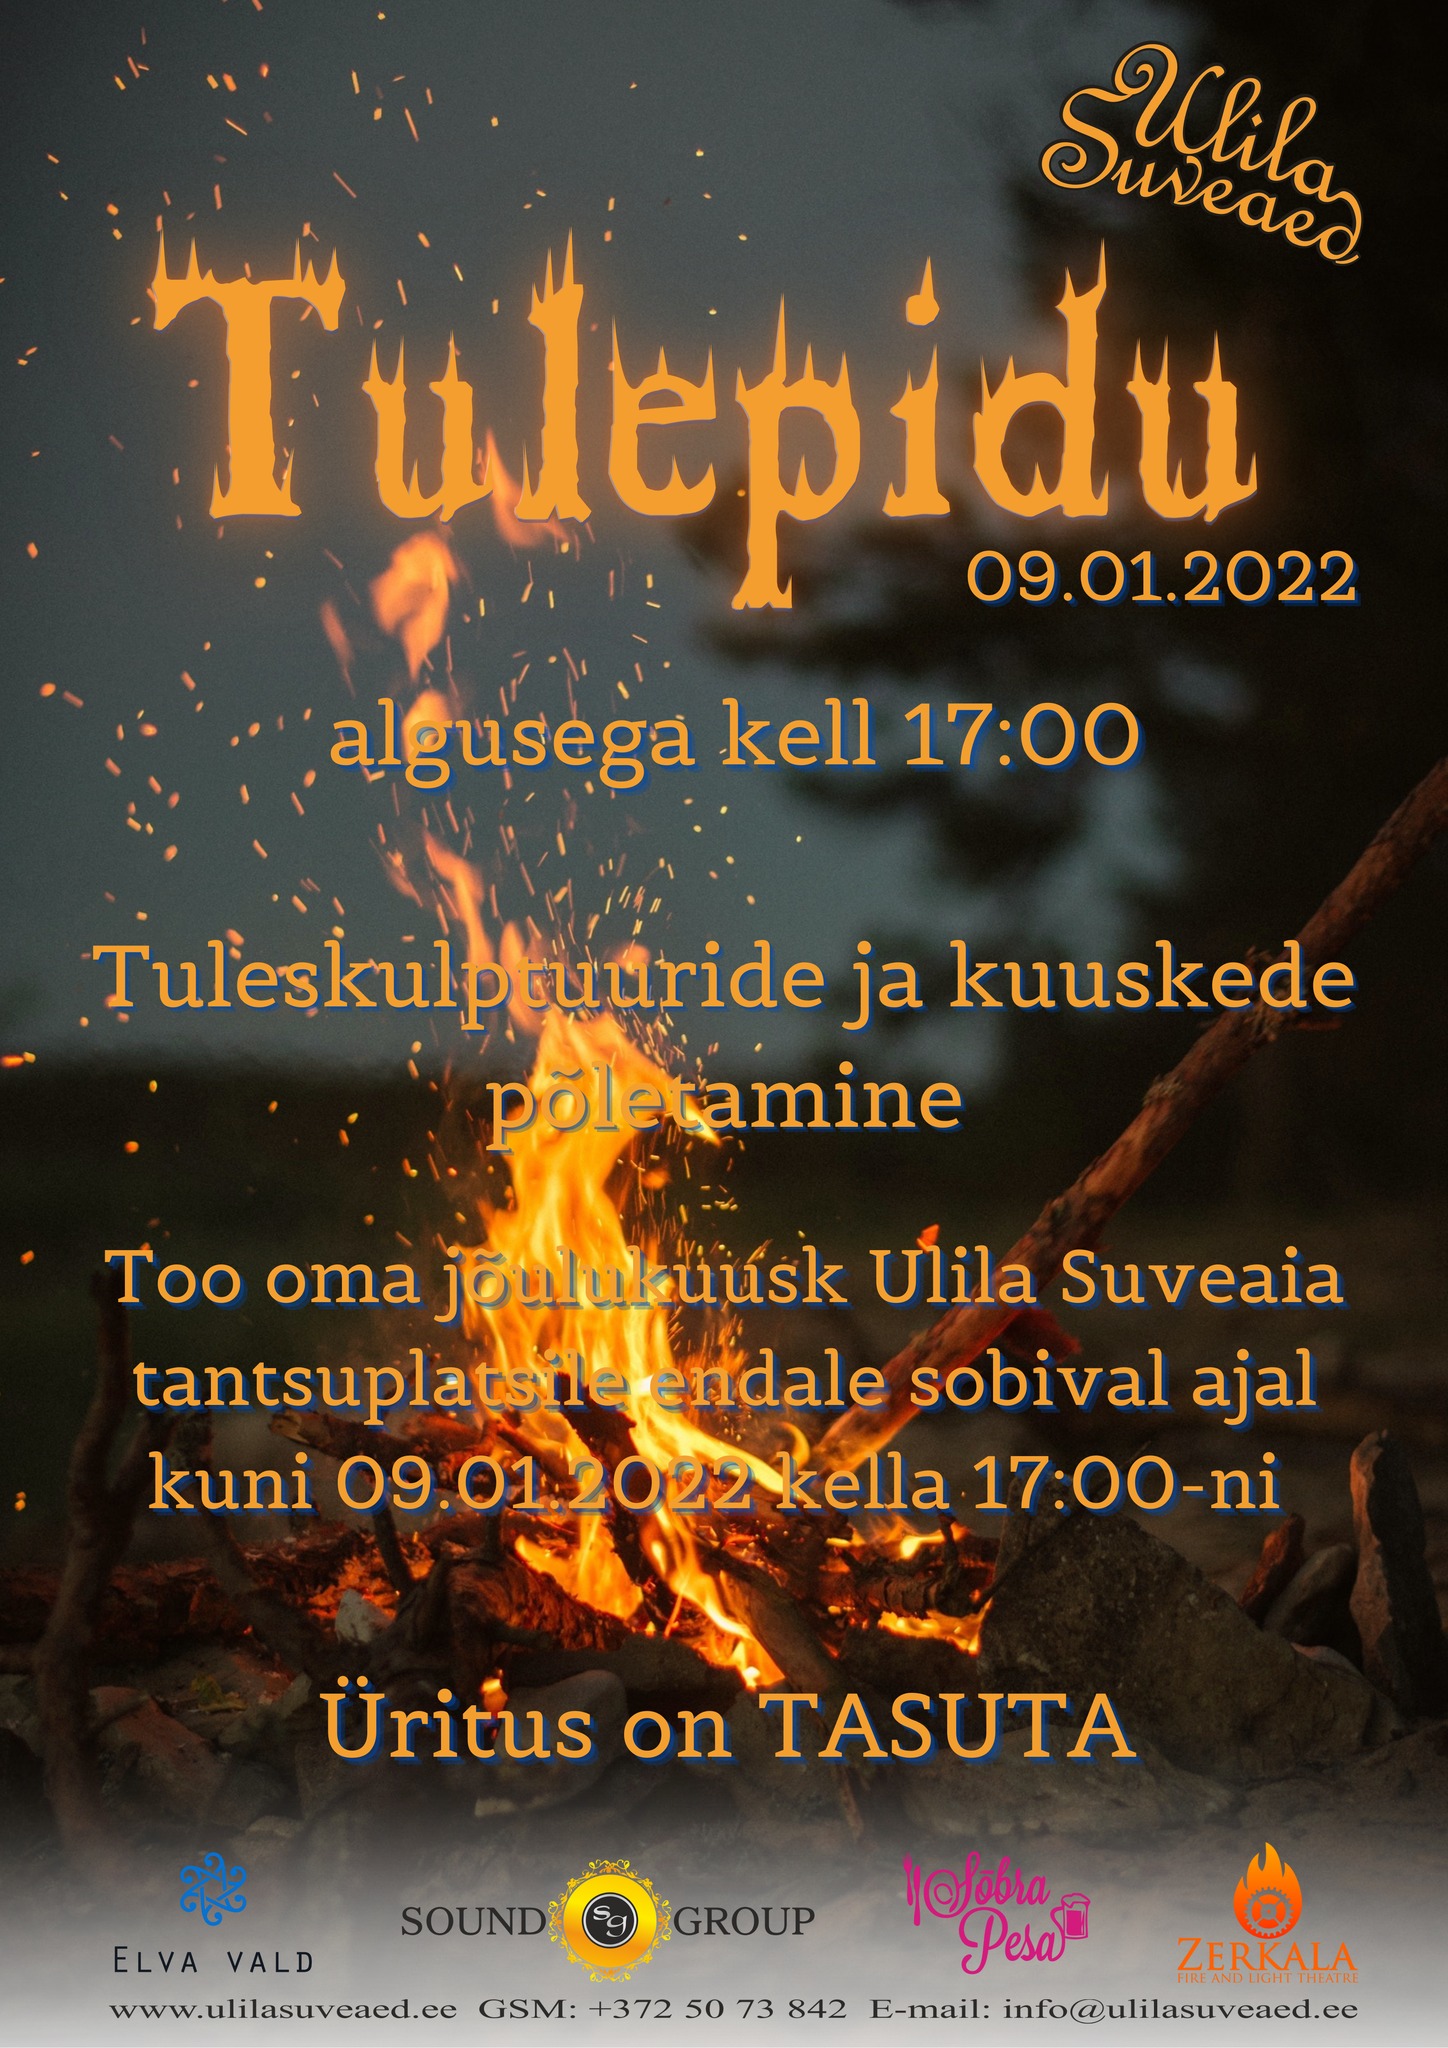 Ulila
Suveaed
Tulepidu
09.01.2022
algusega kell 17:00
Tuleskulptuuride ja kuuskede
põletamine
Too oma jõulukuusk Ulila Suveaia
tantsuplatsile endale sobival ajal
kuni 09.01.2022 kella 17:00-ni
Üritus on TASUTA
ELVA VALD
SOUND sg GROUP
Sõbra
Pesa
ZERKALA
FIRE AND LIGHT THEATRE
www.ulilasuveaed.ee GSM: +372 50 73 842 E-mail: info@ulilasuveaed.ee